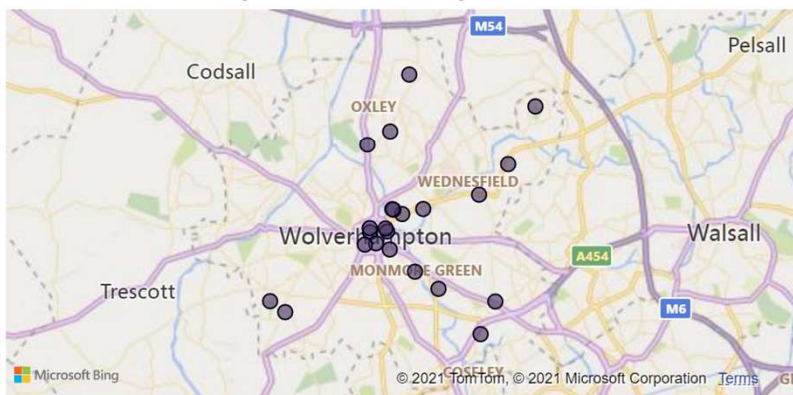 M54
Pelsall
Codsall
OXLEY
WEDNESFIELD
Wolverhampton
Walsall
A454
MONMORE GREEN
Trescott
M6
COSELEY
Microsoft Bing
© 2021 TomTom, © 2021 Microsoft Corporation Terms